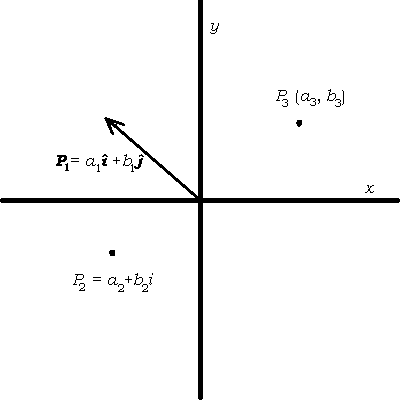 y
P₃ (a₃, b₃)
P₁= a₁î +b₁ĵ
x
P₂ = a₂+b₂i